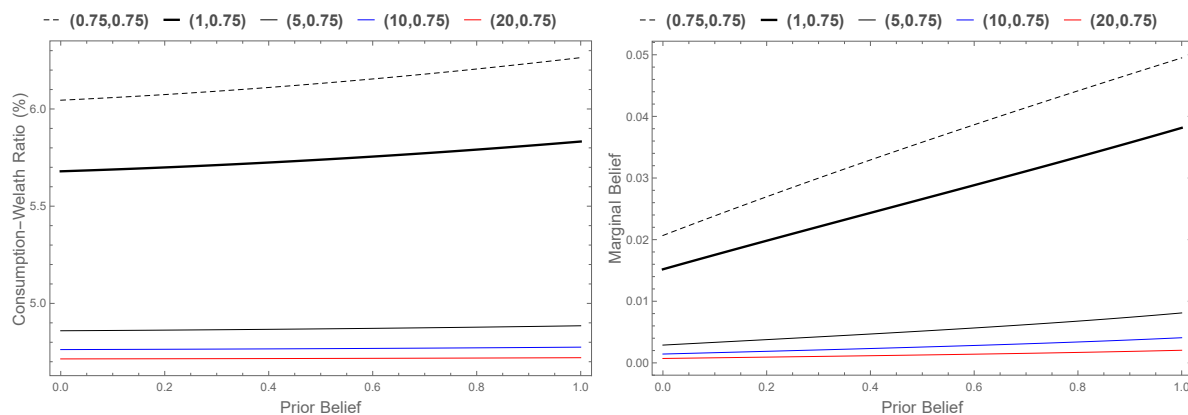 (0.75,0.75) (1,0.75) (5,0.75) (10,0.75) (20,0.75)
Consumption-Welath Ratio (%)
6.0
5.5
5.0
0.0 0.2 0.4 0.6 0.8 1.0
Prior Belief
(0.75,0.75) (1,0.75) (5,0.75) (10,0.75) (20,0.75)
Marginal Belief
0.05
0.04
0.03
0.02
0.01
0.00
0.0 0.2 0.4 0.6 0.8 1.0
Prior Belief